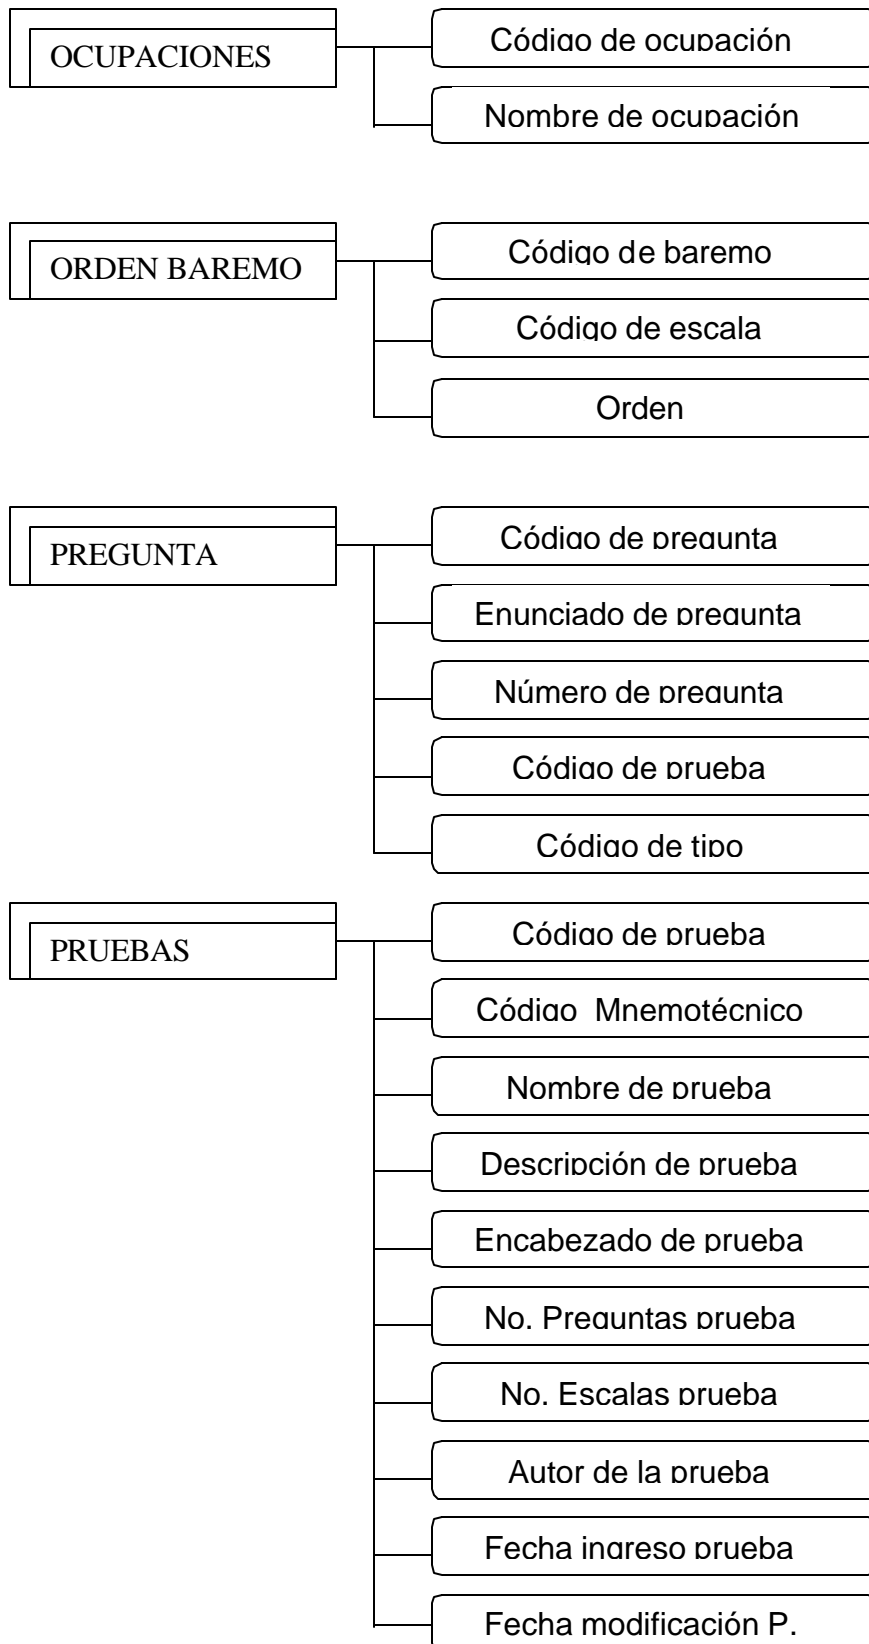 OCUPACIONES
Código de ocupación
Nombre de ocupación
ORDEN BAREMO
Código de baremo
Código de escala
Orden
PREGUNTA
Código de pregunta
Enunciado de pregunta
Número de pregunta
Código de prueba
Código de tipo
PRUEBAS
Código de prueba
Código Mnemotécnico
Nombre de prueba
Descripción de prueba
Encabezado de prueba
No. Preguntas prueba
No. Escalas prueba
Autor de la prueba
Fecha ingreso prueba
Fecha modificación P.